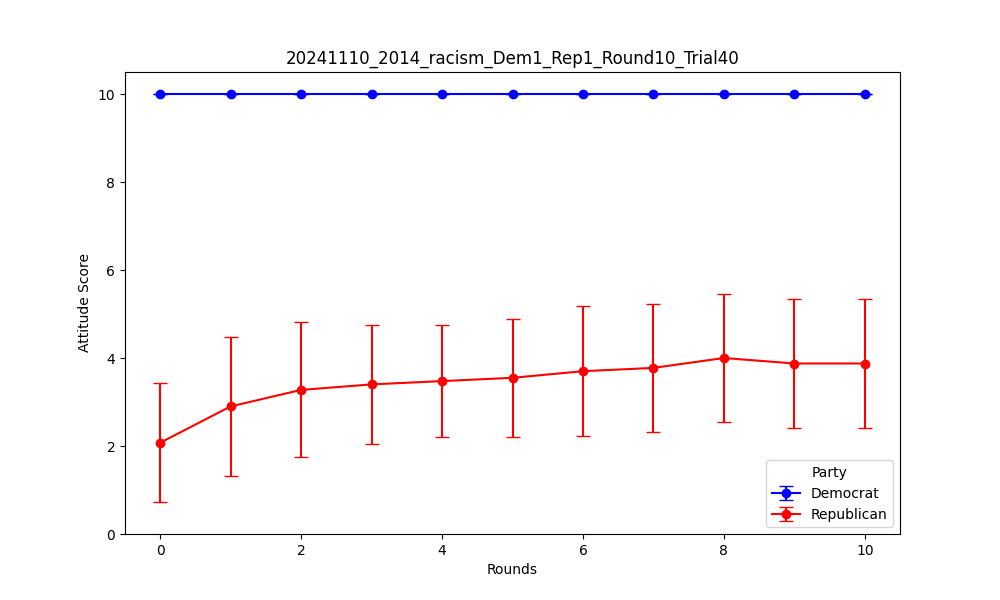 20241110_2014_racism_Dem1_Rep1_Round10_Trial40
10
8
6
4
2
0
Attitude Score
0 2 4 6 8 10
Rounds
Party
Democrat
Republican